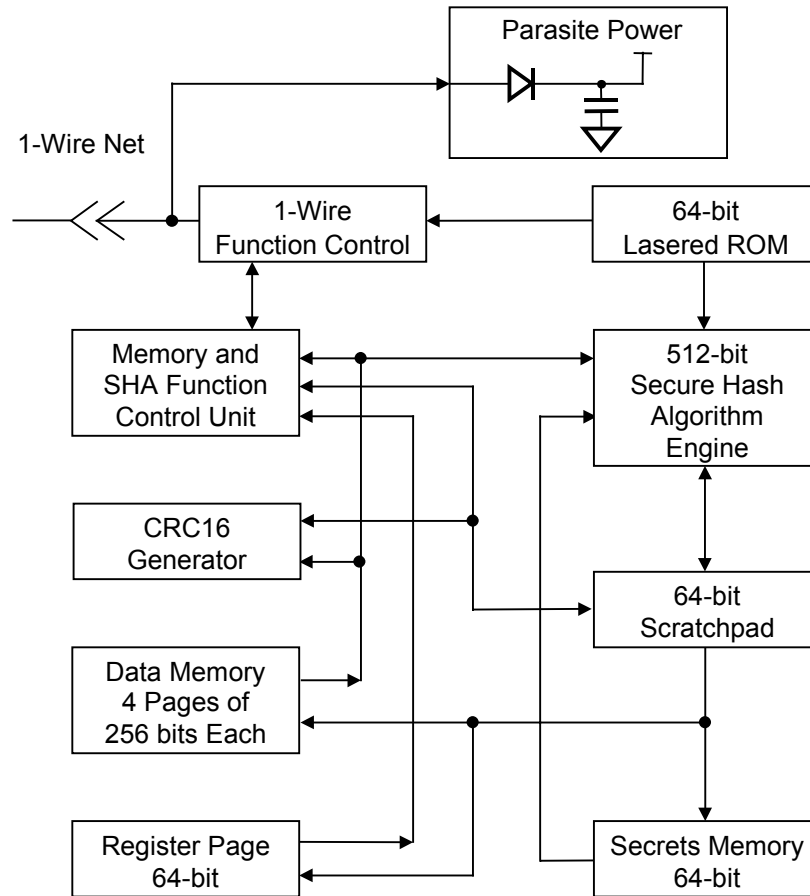 Parasite Power
1-Wire Net
1-Wire
Function Control
64-bit
Lasered ROM
Memory and
SHA Function
Control Unit
512-bit
Secure Hash
Algorithm
Engine
CRC16
Generator
64-bit
Scratchpad
Data Memory
4 Pages of
256 bits Each
Register Page
64-bit
Secrets Memory
64-bit